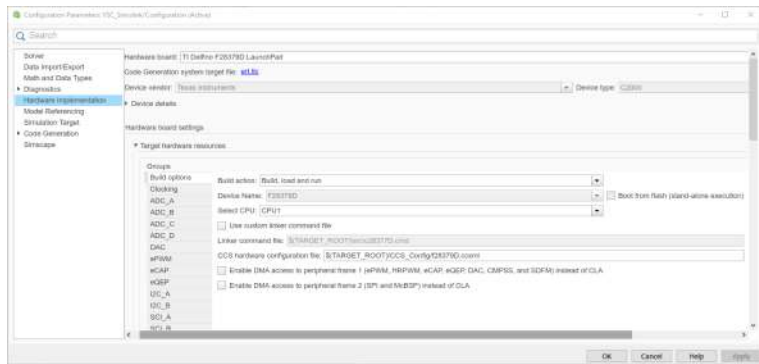 Configuration Parameters: VSC_Simulink/Configuration (Active)
Search
Solver
Data Import/Export
Math and Data Types
Diagnostics
Hardware Implementation
Model Referencing
Simulation Target
Code Generation
Simscape
Hardware board: TI Delfino F28379D LaunchPad
Code Generation system target file: ert.tlc
Device vendor: Texas Instruments Device type: C2000
Device details
Hardware board settings
Target hardware resources
Groups
Build options
Clocking
ADC_A
ADC_B
ADC_C
ADC_D
DAC
ePWM
eCAP
eQEP
I2C_A
I2C_B
SCI_A
SCI_B
Build action: Build, load and run
Device Name: F28379D Boot from flash (stand-alone execution)
Select CPU: CPU1
Use custom linker command file
Linker command file:
CCS hardware configuration file: $(TARGET_ROOT)/CCS_Config/f28379D.ccxml
Enable DMA access to peripheral frame 1 (ePWM, HRPWM, eCAP, eQEP, DAC, CMPSS, and SDFM) instead of CLA
Enable DMA access to peripheral frame 2 (SPI and McBSP) instead of CLA
OK Cancel Help Apply